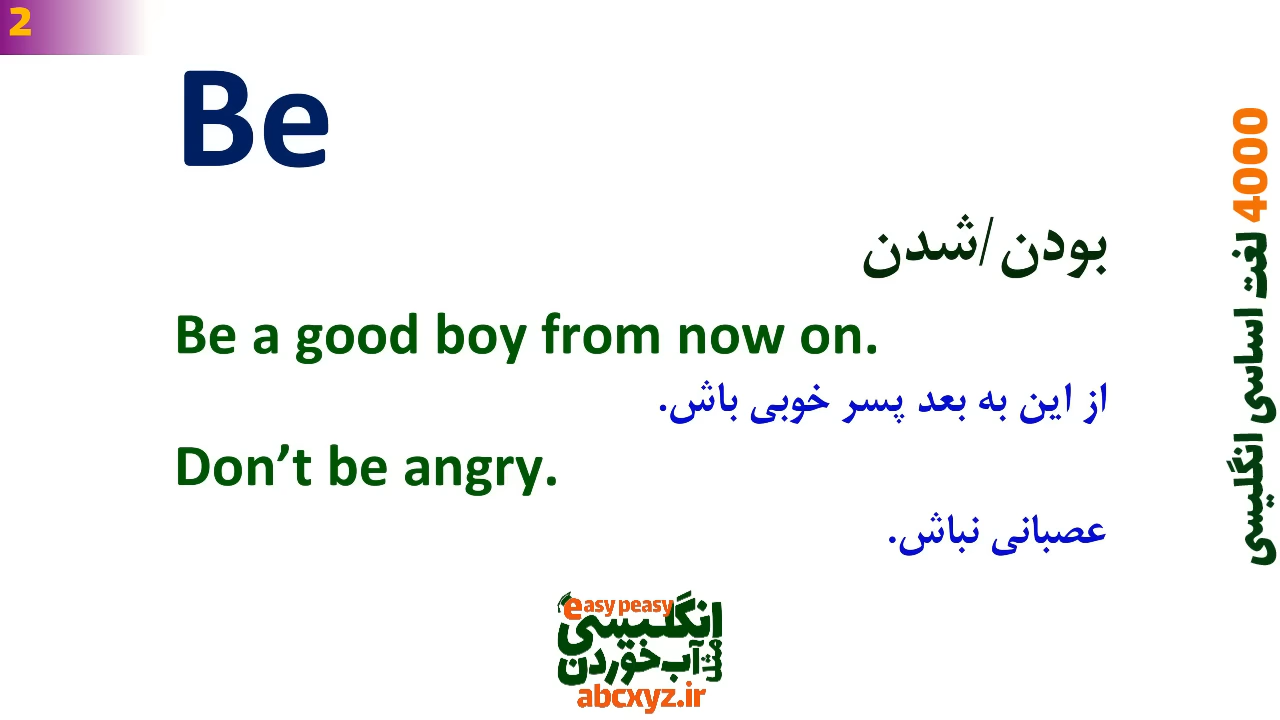 2
Be
بودن/شدن
Be a good boy from now on.
از این به بعد پسر خوبی باش.
Don’t be angry.
عصبانی نباش.
4000 لغت اساسی انگلیسی
easy peasy
انگلیسی
مثل آب خوردن
abcxyz.ir